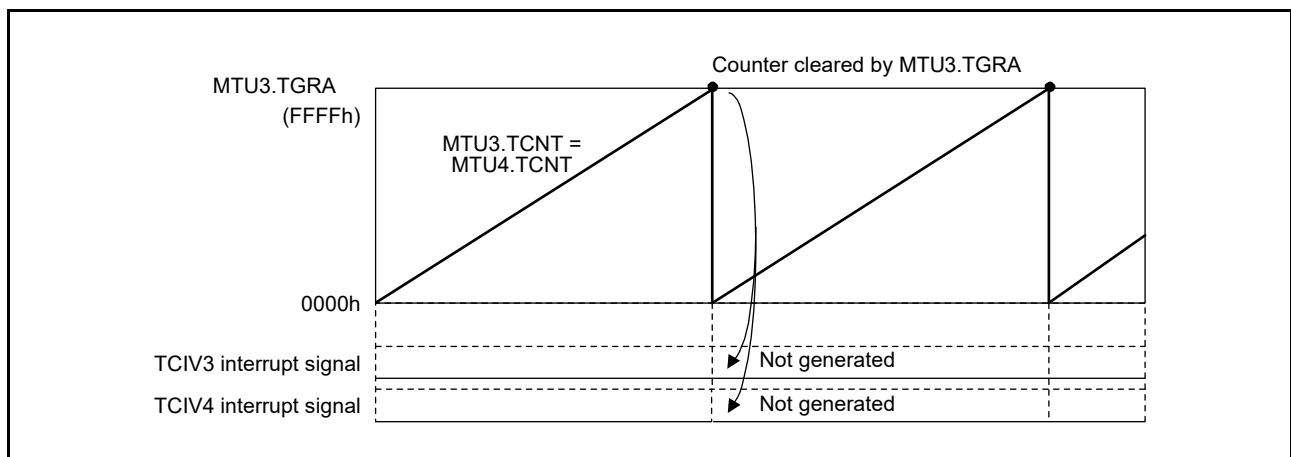 Counter cleared by MTU3.TGRA
MTU3.TGRA
(FFFFh)
MTU3.TCNT =
MTU4.TCNT
0000h
TCIV3 interrupt signal
Not generated
TCIV4 interrupt signal
Not generated